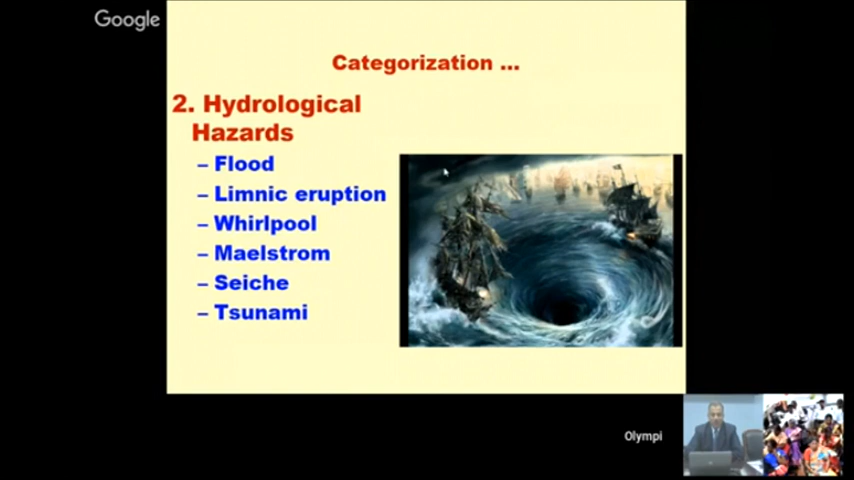 Google
Categorization ...
2. Hydrological
Hazards
– Flood
– Limnic eruption
– Whirlpool
– Maelstrom
– Seiche
– Tsunami
Olympi